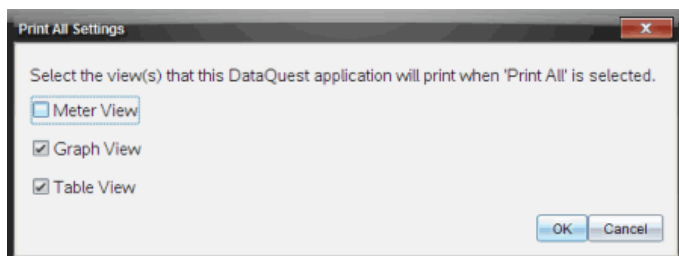 Print All Settings
Select the view(s) that this DataQuest application will print when 'Print All' is selected.
Meter View
Graph View
Table View
OK Cancel